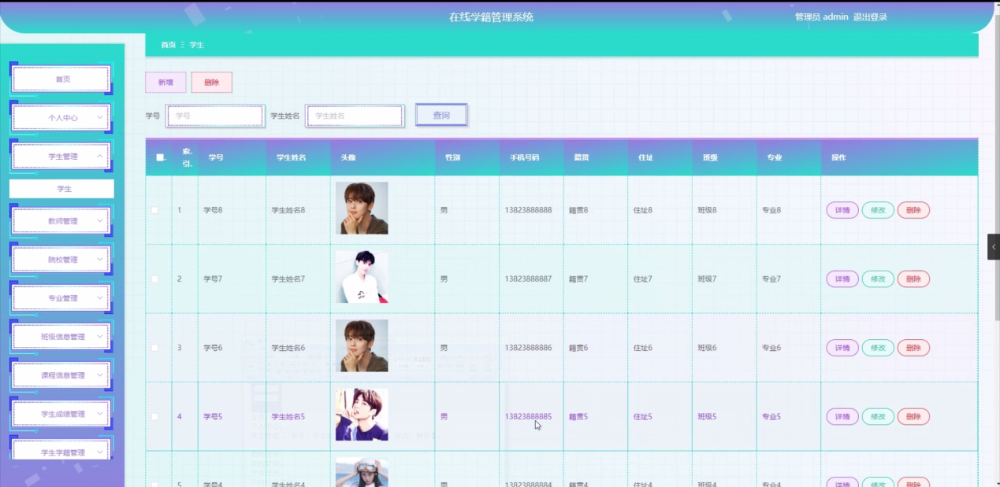 在线学籍管理系统
管理员 admin 退出登录
首页 学生
首页
个人中心
学生管理
学生
教师管理
院校管理
专业管理
班级信息管理
课程信息管理
学生成绩管理
学生学籍管理
新增 删除
学号 学号 学生姓名 学生姓名 查询
索引 学号 学生姓名 头像 性别 手机号码 籍贯 住址 班级 专业 操作
1 学号8 学生姓名8 男 13823888888 籍贯8 住址8 班级8 专业8 详情 修改 删除
2 学号7 学生姓名7 男 13823888887 籍贯7 住址7 班级7 专业7 详情 修改 删除
3 学号6 学生姓名6 男 13823888886 籍贯6 住址6 班级6 专业6 详情 修改 删除
4 学号5 学生姓名5 男 13823888885 籍贯5 住址5 班级5 专业5 详情 修改 删除
5 学号4 学生姓名4 男 13823888884 籍贯4 住址4 班级4 专业4 详情 修改 删除